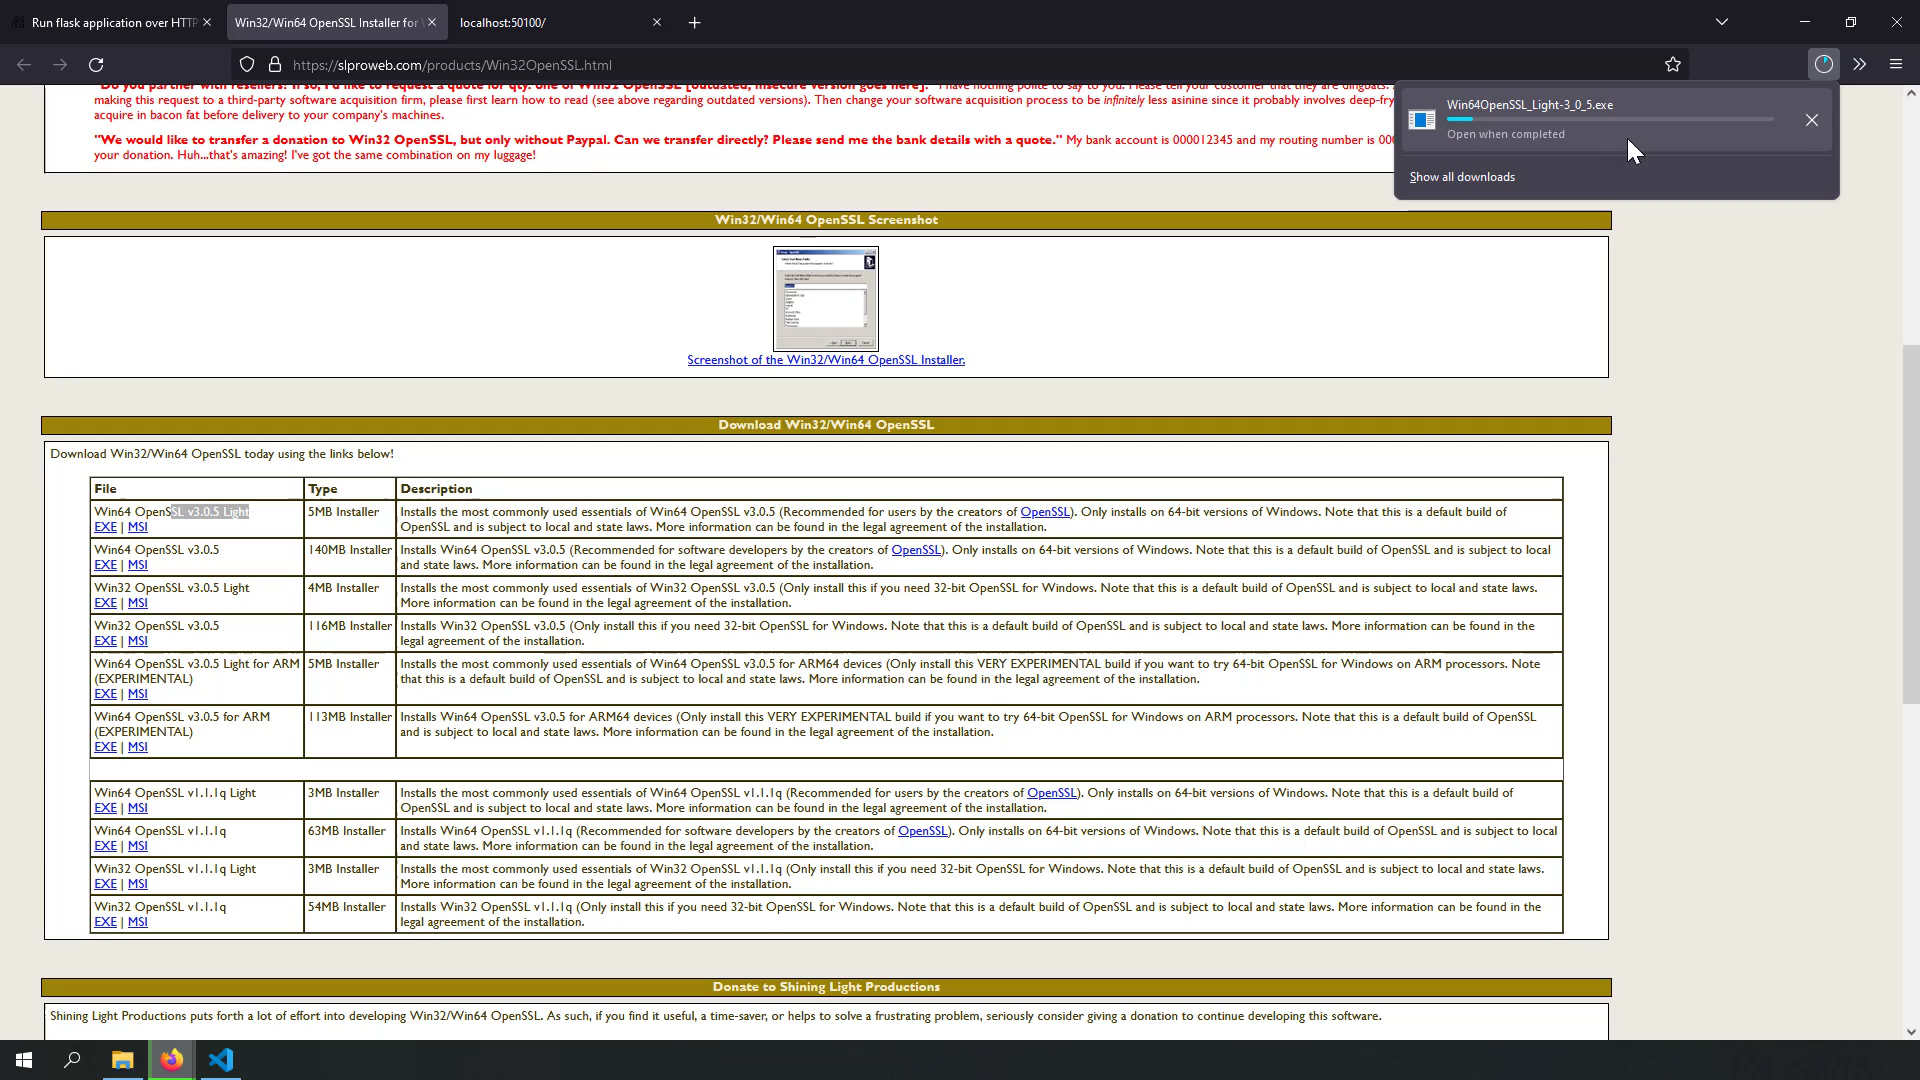 Run flask application over HTTP
Win32/Win64 OpenSSL Installer for
localhost:50100/
https://slproweb.com/products/Win32OpenSSL.html
Win64OpenSSL_Light-3_0_5.exe
Open when completed
Show all downloads
"Do you partner with resellers? If so, I'd like to request a quote for qty. one of Win32 OpenSSL [outdated, insecure version goes here]." I have nothing polite to say to you. Please tell your customer that they are dingbats.
making this request to a third-party software acquisition firm, please first learn how to read (see above regarding outdated versions). Then change your software acquisition process to be infinitely less asinine since it probably involves deep-fry
acquire in bacon fat before delivery to your company's machines.
"We would like to transfer a donation to Win32 OpenSSL, but only without Paypal. Can we transfer directly? Please send me the bank details with a quote." My bank account is 000012345 and my routing number is 000
your donation. Huh...that's amazing! I've got the same combination on my luggage!
Win32/Win64 OpenSSL Screenshot
Screenshot of the Win32/Win64 OpenSSL Installer.
Download Win32/Win64 OpenSSL
Download Win32/Win64 OpenSSL today using the links below!
File Type Description
Win64 OpenSSL v3.0.5 Light 5MB Installer Installs the most commonly used essentials of Win64 OpenSSL v3.0.5 (Recommended for users by the creators of OpenSSL). Only installs on 64-bit versions of Windows. Note that this is a default build of
EXE | MSI OpenSSL and is subject to local and state laws. More information can be found in the legal agreement of the installation.
Win64 OpenSSL v3.0.5 140MB Installer Installs Win64 OpenSSL v3.0.5 (Recommended for software developers by the creators of OpenSSL). Only installs on 64-bit versions of Windows. Note that this is a default build of OpenSSL and is subject to local
EXE | MSI and state laws. More information can be found in the legal agreement of the installation.
Win32 OpenSSL v3.0.5 Light 4MB Installer Installs the most commonly used essentials of Win32 OpenSSL v3.0.5 (Only install this if you need 32-bit OpenSSL for Windows. Note that this is a default build of OpenSSL and is subject to local and state laws.
EXE | MSI More information can be found in the legal agreement of the installation.
Win32 OpenSSL v3.0.5 116MB Installer Installs Win32 OpenSSL v3.0.5 (Only install this if you need 32-bit OpenSSL for Windows. Note that this is a default build of OpenSSL and is subject to local and state laws. More information can be found in the
EXE | MSI legal agreement of the installation.
Win64 OpenSSL v3.0.5 Light for ARM 5MB Installer Installs the most commonly used essentials of Win64 OpenSSL v3.0.5 for ARM64 devices (Only install this VERY EXPERIMENTAL build if you want to try 64-bit OpenSSL for Windows on ARM processors. Note
(EXPERIMENTAL) that this is a default build of OpenSSL and is subject to local and state laws. More information can be found in the legal agreement of the installation.
EXE | MSI
Win64 OpenSSL v3.0.5 for ARM 113MB Installer Installs Win64 OpenSSL v3.0.5 for ARM64 devices (Only install this VERY EXPERIMENTAL build if you want to try 64-bit OpenSSL for Windows on ARM processors. Note that this is a default build of OpenSSL
(EXPERIMENTAL) and is subject to local and state laws. More information can be found in the legal agreement of the installation.
EXE | MSI
Win64 OpenSSL v1.1.1q Light 3MB Installer Installs the most commonly used essentials of Win64 OpenSSL v1.1.1q (Recommended for users by the creators of OpenSSL). Only installs on 64-bit versions of Windows. Note that this is a default build of
EXE | MSI OpenSSL and is subject to local and state laws. More information can be found in the legal agreement of the installation.
Win64 OpenSSL v1.1.1q 63MB Installer Installs Win64 OpenSSL v1.1.1q (Recommended for software developers by the creators of OpenSSL). Only installs on 64-bit versions of Windows. Note that this is a default build of OpenSSL and is subject to local
EXE | MSI and state laws. More information can be found in the legal agreement of the installation.
Win32 OpenSSL v1.1.1q Light 3MB Installer Installs the most commonly used essentials of Win32 OpenSSL v1.1.1q (Only install this if you need 32-bit OpenSSL for Windows. Note that this is a default build of OpenSSL and is subject to local and state laws.
EXE | MSI More information can be found in the legal agreement of the installation.
Win32 OpenSSL v1.1.1q 54MB Installer Installs Win32 OpenSSL v1.1.1q (Only install this if you need 32-bit OpenSSL for Windows. Note that this is a default build of OpenSSL and is subject to local and state laws. More information can be found in the
EXE | MSI legal agreement of the installation.
Donate to Shining Light Productions
Shining Light Productions puts forth a lot of effort into developing Win32/Win64 OpenSSL. As such, if you find it useful, a time-saver, or helps to solve a frustrating problem, seriously consider giving a donation to continue developing this software.